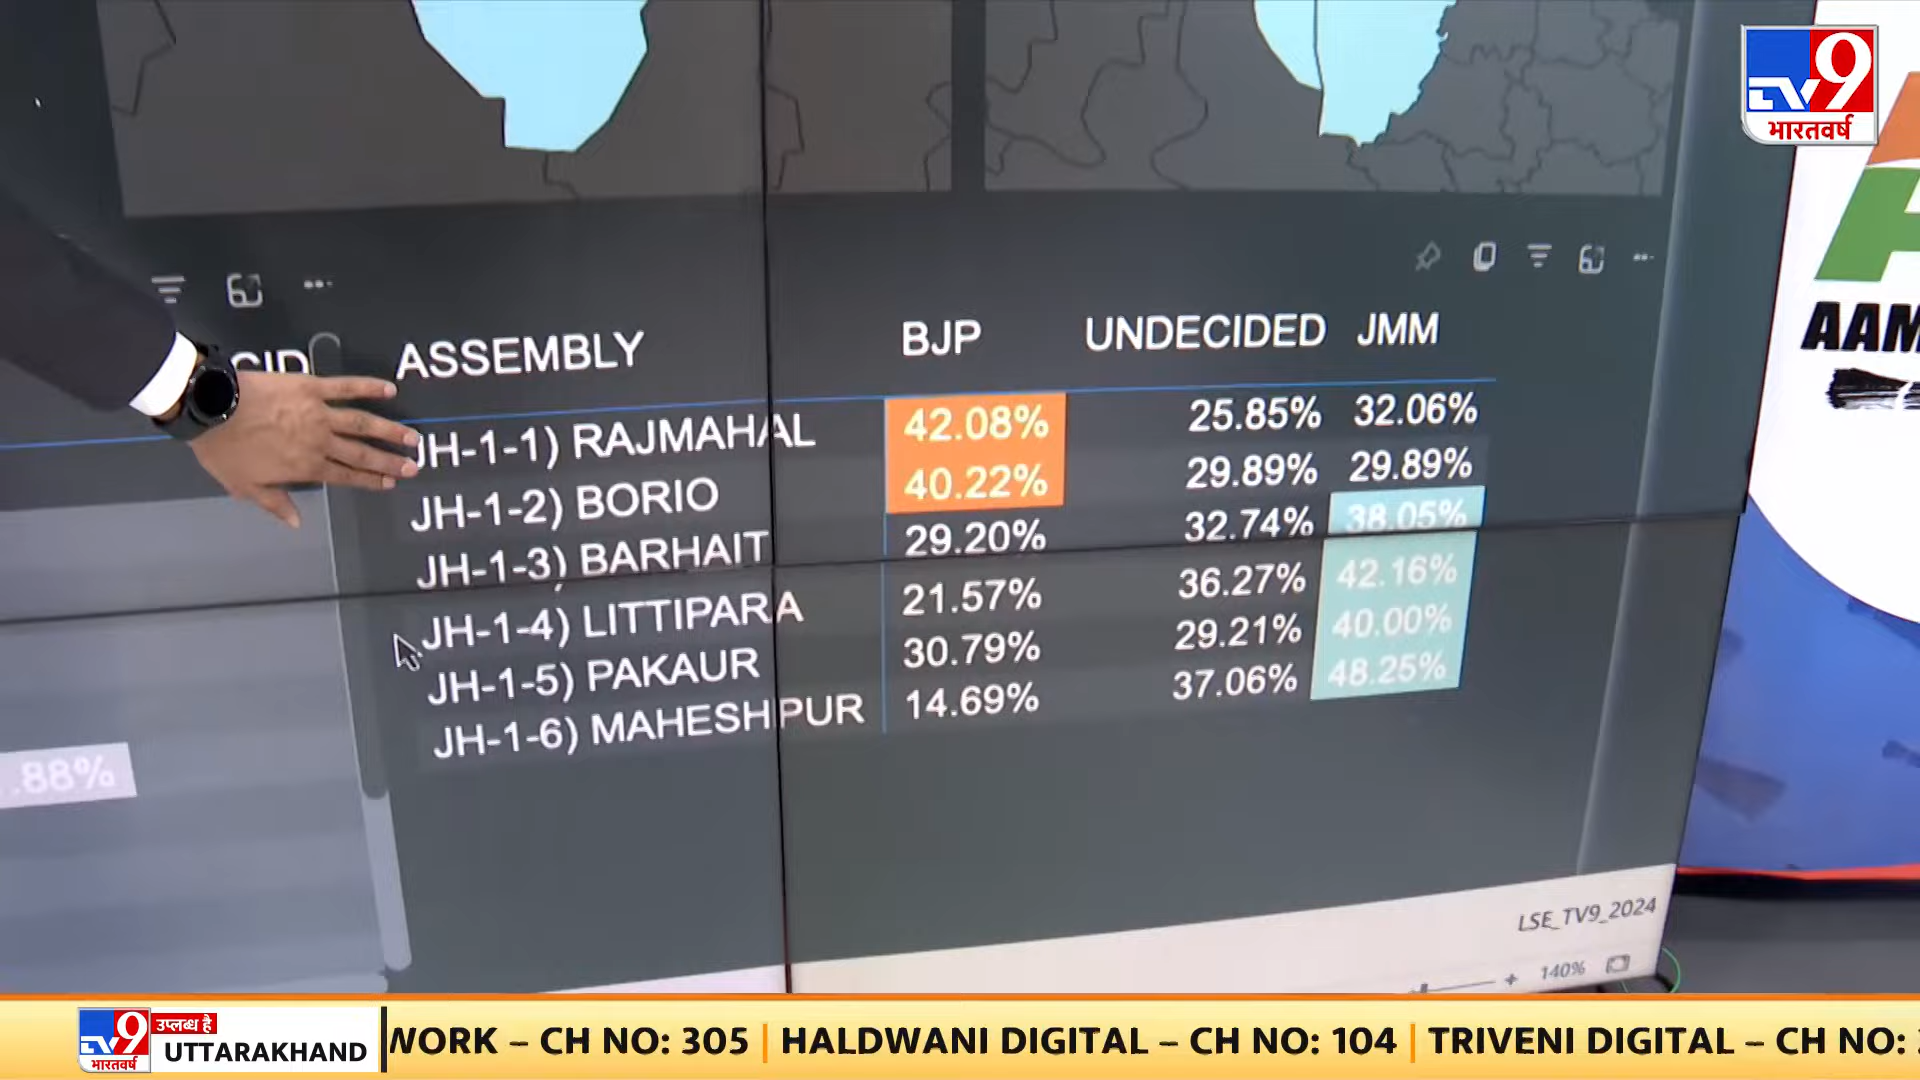 TV9
भारतवर्ष
AAM
ASSEMBLY BJP UNDECIDED JMM
JH-1-1) RAJMAHAL 42.08% 25.85% 32.06%
JH-1-2) BORIO 40.22% 29.89% 29.89%
JH-1-3) BARHAIT 29.20% 32.74% 38.05%
JH-1-4) LITTIPARA 21.57% 36.27% 42.16%
JH-1-5) PAKAUR 30.79% 29.21% 40.00%
JH-1-6) MAHESHPUR 14.69% 37.06% 48.25%
.88%
LSE_TV9_2024
+ 140%
TV9 उपलब्ध है
भारतवर्ष UTTARAKHAND
WORK – CH NO: 305 | HALDWANI DIGITAL – CH NO: 104 | TRIVENI DIGITAL – CH NO: